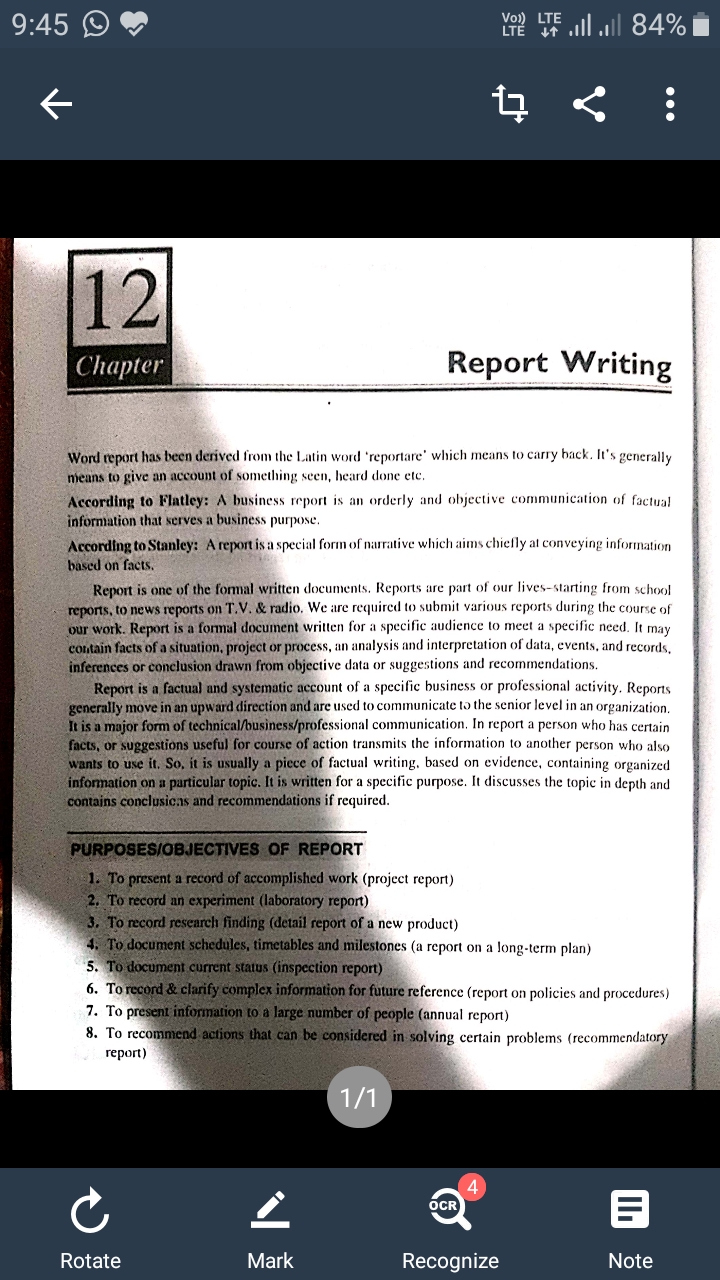 9:45
Vo)) LTE
LTE
84%
12
Chapter
Report Writing
Word report has been derived from the Latin word 'reportare' which means to carry back. It's generally
means to give an account of something seen, heard done etc.
According to Flatley: A business report is an orderly and objective communication of factual
information that serves a business purpose.
According to Stanley: A report is a special form of narrative which aims chiefly at conveying information
based on facts.
Report is one of the formal written documents. Reports are part of our lives-starting from school
reports, to news reports on T.V. & radio. We are required to submit various reports during the course of
our work. Report is a formal document written for a specific audience to meet a specific need. It may
contain facts of a situation, project or process, an analysis and interpretation of data, events, and records,
inferences or conclusion drawn from objective data or suggestions and recommendations.
Report is a factual and systematic account of a specific business or professional activity. Reports
generally move in an upward direction and are used to communicate to the senior level in an organization.
It is a major form of technical/business/professional communication. In report a person who has certain
facts, or suggestions useful for course of action transmits the information to another person who also
wants to use it. So, it is usually a piece of factual writing, based on evidence, containing organized
information on a particular topic. It is written for a specific purpose. It discusses the topic in depth and
contains conclusions and recommendations if required.
PURPOSES/OBJECTIVES OF REPORT
1. To present a record of accomplished work (project report)
2. To record an experiment (laboratory report)
3. To record research finding (detail report of a new product)
4. To document schedules, timetables and milestones (a report on a long-term plan)
5. To document current status (inspection report)
6. To record & clarify complex information for future reference (report on policies and procedures)
7. To present information to a large number of people (annual report)
8. To recommend actions that can be considered in solving certain problems (recommendatory
report)
1/1
OCR
4
Rotate
Mark
Recognize
Note